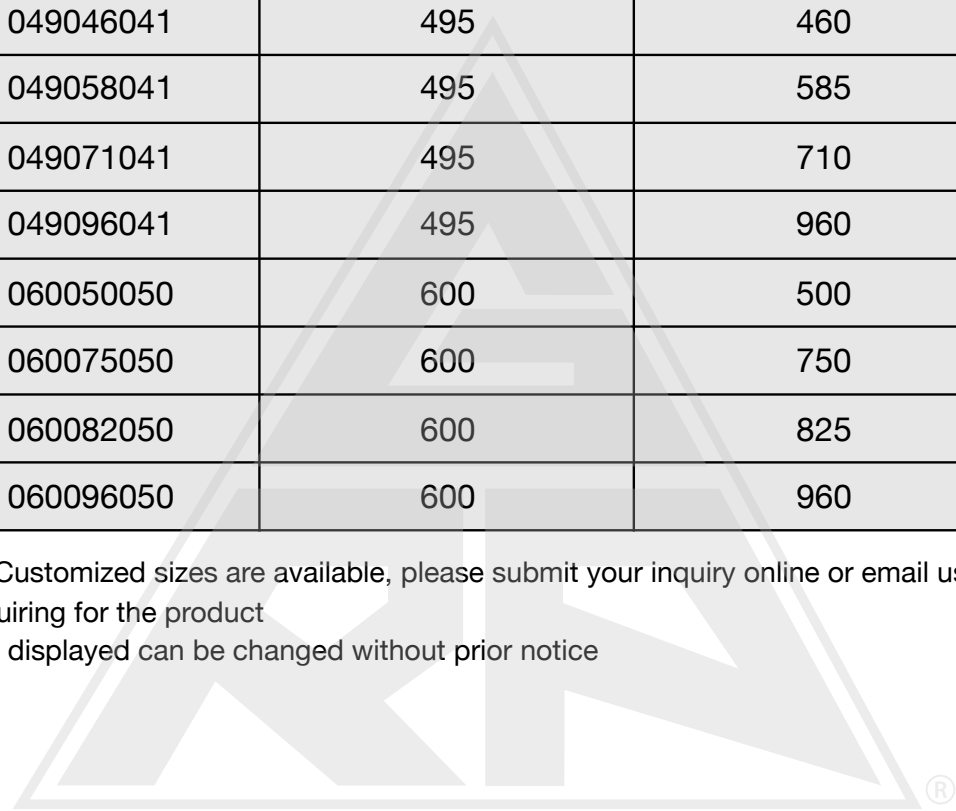 049046041 495 460
049058041 495 585
049071041 495 710
049096041 495 960
060050050 600 500
060075050 600 750
060082050 600 825
060096050 600 960
Customized sizes are available, please submit your inquiry online or email us
uiring for the product
displayed can be changed without prior notice
®